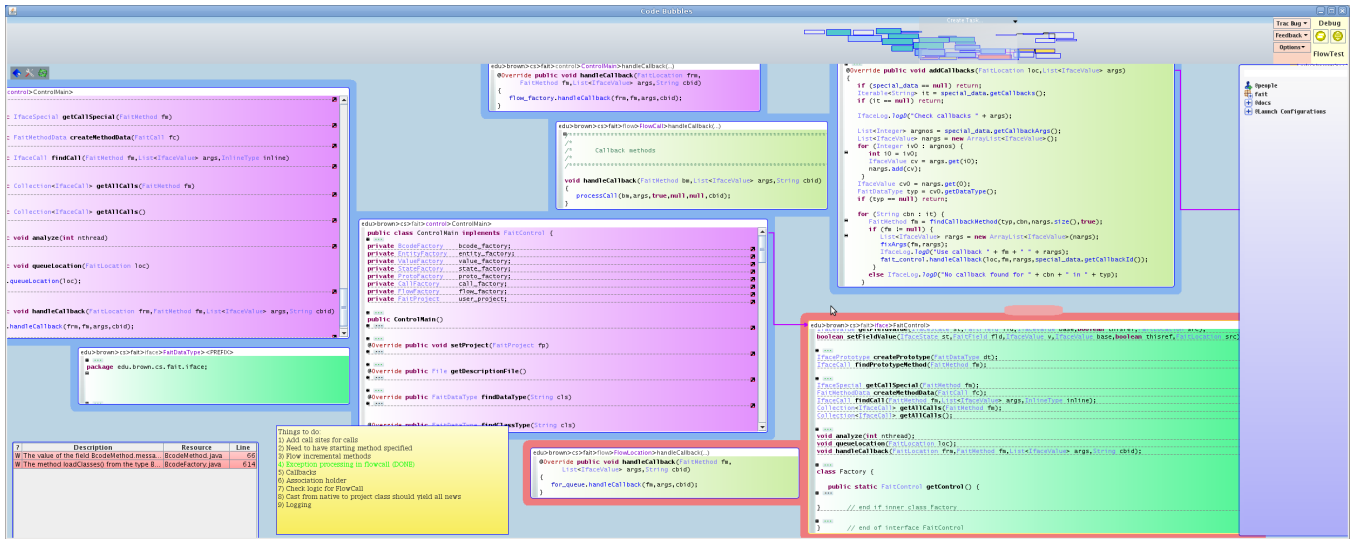 Code Bubbles
Create Task
Trac Bug
Feedback
Options
Debug
FlowTest
@people
fait
@docs
@Launch Configurations
control>ControlMain>
IfaceSpecial getCallSpecial(FaitMethod fm)
FaitMethodData createMethodData(FaitCall fc)
IfaceCall findCall(FaitMethod fm,List<IfaceValue> args,InlineType inline)
Collection<IfaceCall> getAllCalls(FaitMethod fm)
Collection<IfaceCall> getAllCalls()
void analyze(int nthread)
void queueLocation(FaitLocation loc)
.queueLocation(loc);
void handleCallback(FaitLocation frm,FaitMethod fm,List<IfaceValue> args,String cbid)
.handleCallback(frm,fm,args,cbid);
edu>brown>cs>fait>iface>FaitDataType><PREFIX>
package edu.brown.cs.fait.iface;
? Description Resource Line
W The value of the field BcodeMethod.messa... BcodeMethod.java 66
W The method loadClasses() from the type B... BcodeFactory.java 614
Things to do:
1) Add call sites for calls
2) Need to have starting method specified
3) Flow incremental methods
4) Exception processing in flowcall (DONE)
5) Callbacks
6) Association holder
7) Check logic for FlowCall
8) Cast from native to project class should yield all news
9) Logging
edu>brown>cs>fait>control>ControlMain>handleCallback(...)
@Override public void handleCallback(FaitLocation frm,
FaitMethod fm,List<IfaceValue> args,String cbid)
{
flow_factory.handleCallback(frm,fm,args,cbid);
}
edu>brown>cs>fait>flow>FlowCall>handleCallback(...)
/*
/* Callback methods
/*
void handleCallback(FaitMethod bm,List<IfaceValue> args,String cbid)
{
processCall(bm,args,true,null,null,cbid);
}
edu>brown>cs>fait>control>ControlMain>
public class ControlMain implements FaitControl {
private BcodeFactory bcode_factory;
private EntityFactory entity_factory;
private ValueFactory value_factory;
private StateFactory state_factory;
private ProtoFactory proto_factory;
private CallFactory call_factory;
private FlowFactory flow_factory;
private FaitProject user_project;
public ControlMain()
@Override public void setProject(FaitProject fp)
@Override public File getDescriptionFile()
@Override public FaitDataType findDataType(String cls)
@Override public FaitDataType findClassType(String cls)
edu>brown>cs>fait>flow>FlowLocation>handleCallback(...)
@Override public void handleCallback(FaitMethod fm,
List<IfaceValue> args,String cbid)
{
for_queue.handleCallback(fm,args,cbid);
}
@Override public void addCallbacks(FaitLocation loc,List<IfaceValue> args)
{
if (special_data == null) return;
Iterable<String> it = special_data.getCallbacks();
if (it == null) return;
IfaceLog.logD("Check callbacks " + args);
List<Integer> argnos = special_data.getCallbackArgs();
List<IfaceValue> nargs = new ArrayList<IfaceValue>();
for (Integer iv0 : argnos) {
int i0 = iv0;
IfaceValue cv = args.get(i0);
nargs.add(cv);
}
IfaceValue cv0 = nargs.get(0);
FaitDataType typ = cv0.getDataType();
if (typ == null) return;
for (String cbn : it) {
FaitMethod fm = findCallbackMethod(typ,cbn,nargs.size(),true);
if (fm != null) {
List<IfaceValue> rargs = new ArrayList<IfaceValue>(nargs);
fixArgs(fm,rargs);
IfaceLog.logD("Use callback " + fm + " " + rargs);
fait_control.handleCallback(loc,fm,rargs,special_data.getCallbackId());
}
else IfaceLog.logD("No callback found for " + cbn + " in " + typ);
}
edu>brown>cs>fait>iface>FaitControl>
boolean setFieldValue(IfaceState st,FaitField fld,IfaceValue v,IfaceValue base,boolean thisref,FaitLocation src)
IfacePrototype createPrototype(FaitDataType dt);
FaitMethod findPrototypeMethod(FaitMethod fm);
IfaceSpecial getCallSpecial(FaitMethod fm);
FaitMethodData createMethodData(FaitCall fc);
IfaceCall findCall(FaitMethod fm,List<IfaceValue> args,InlineType inline);
Collection<IfaceCall> getAllCalls(FaitMethod fm);
Collection<IfaceCall> getAllCalls();
void analyze(int nthread);
void queueLocation(FaitLocation loc);
void handleCallback(FaitLocation frm,FaitMethod fm,List<IfaceValue> args,String cbid);
class Factory {
public static FaitControl getControl() {
} // end of inner class Factory
} // end of interface FaitControl